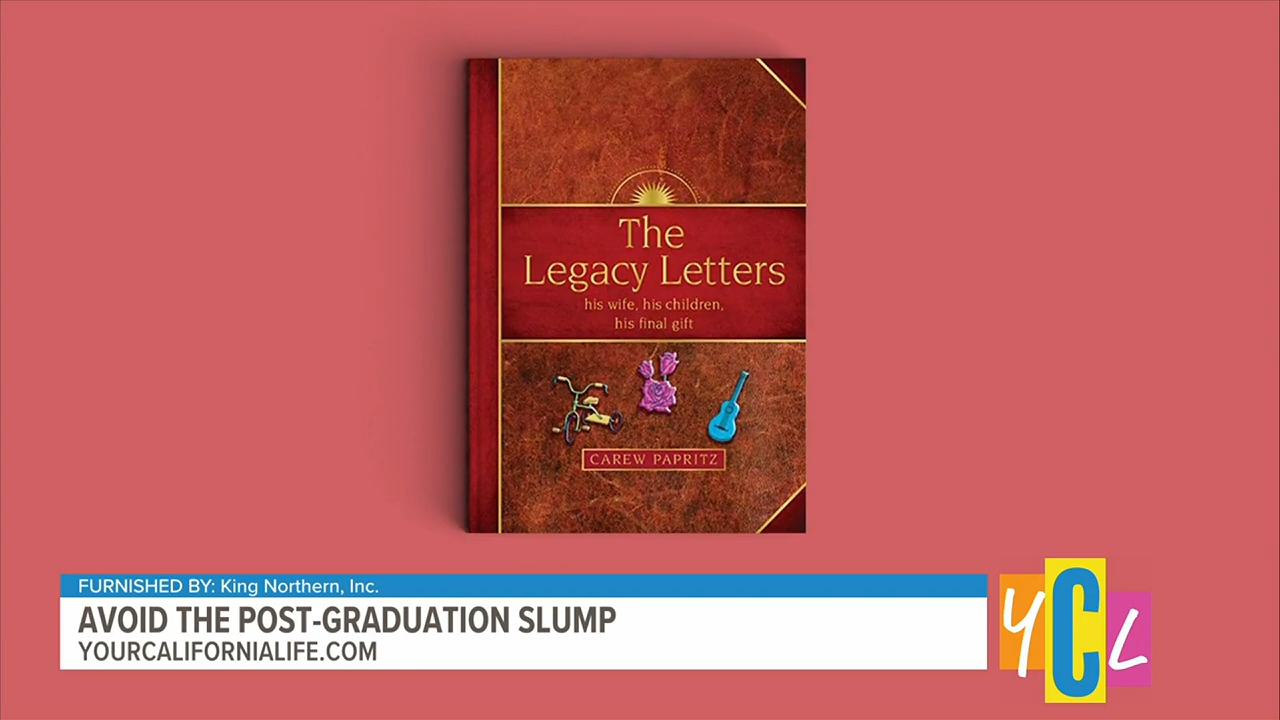 The
Legacy Letters
his wife, his children,
his final gift
CAREW PAPRITZ
FURNISHED BY: King Northern, Inc.
AVOID THE POST-GRADUATION SLUMP
YOURCALIFORNIALIFE.COM
YCL